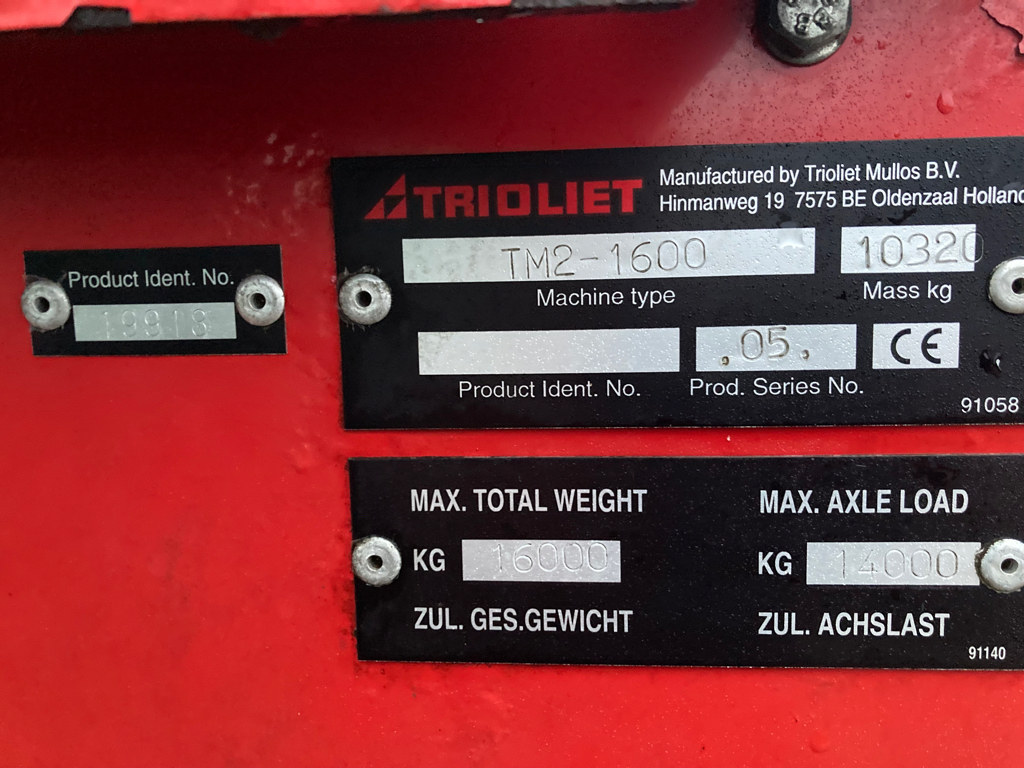 Product Ident. No.
19913
TRIOLIET
Manufactured by Trioliet Mullos B.V.
Hinmanweg 19 7575 BE Oldenzaal Holland
TM2-1600
10320
Machine type
Mass kg
.05.
CE
Product Ident. No.
Prod. Series No.
91058
MAX. TOTAL WEIGHT
MAX. AXLE LOAD
KG 16000
KG 14000
ZUL. GES.GEWICHT
ZUL. ACHSLAST
91140